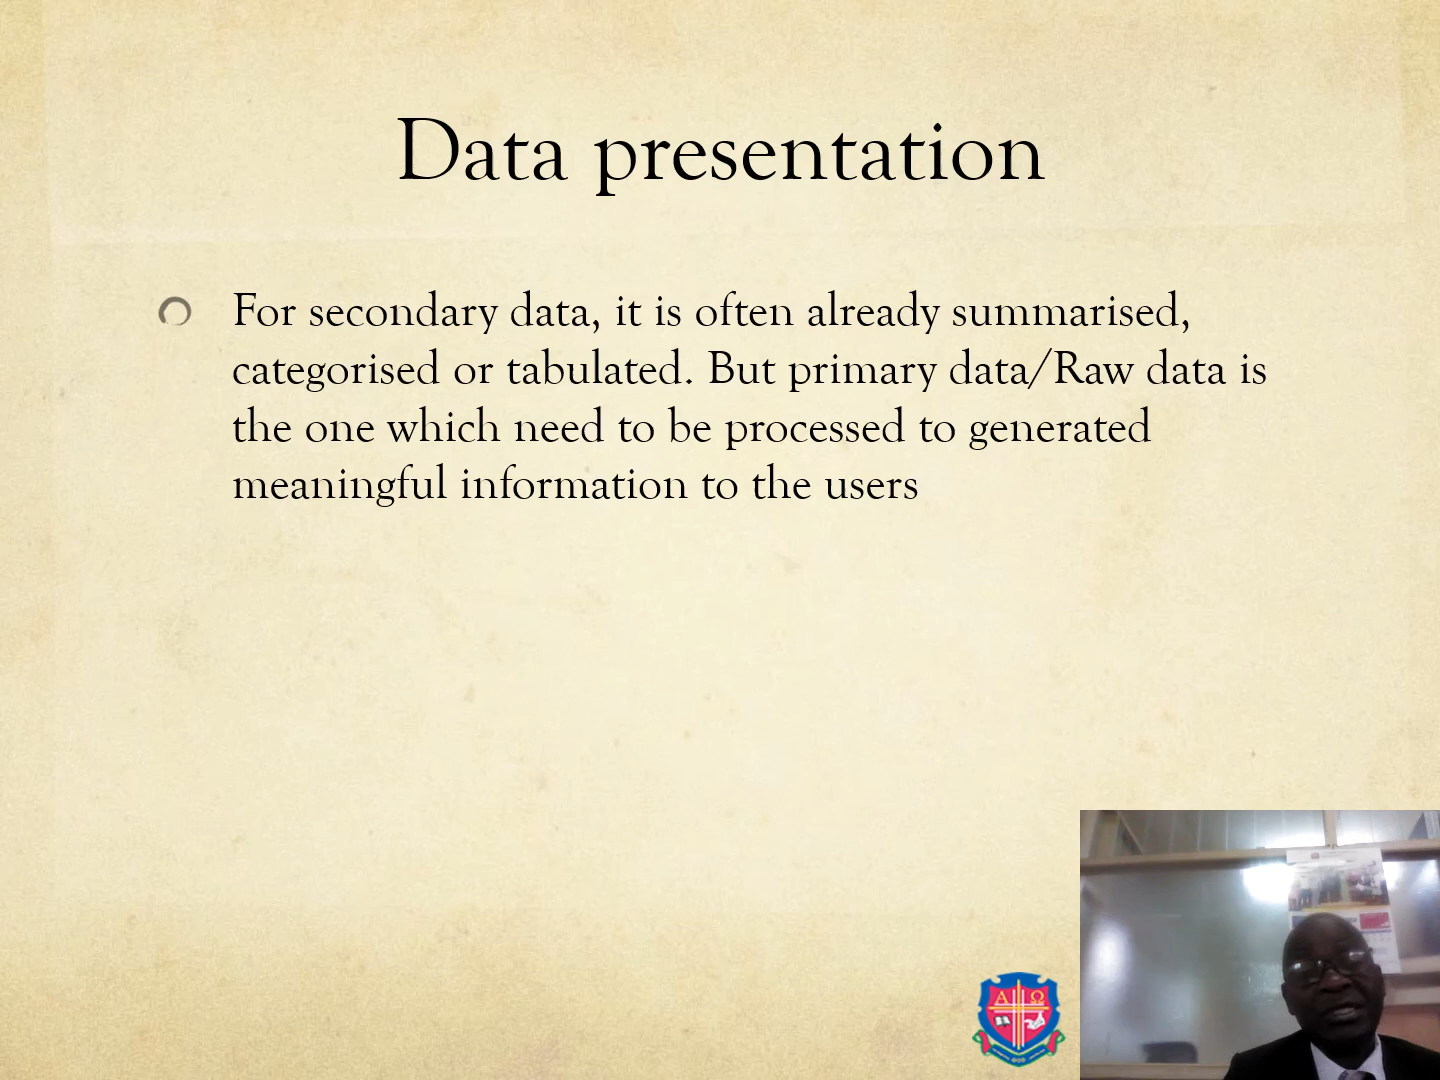 Data presentation
For secondary data, it is often already summarised,
categorised or tabulated. But primary data/Raw data is
the one which need to be processed to generated
meaningful information to the users
Α Ω